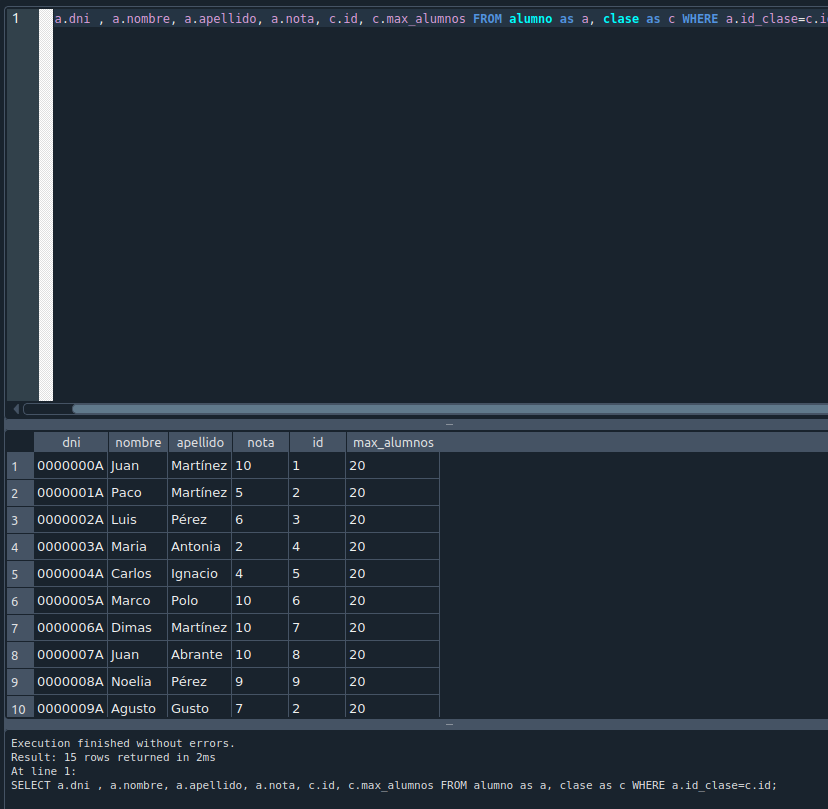 1 a.dni , a.nombre, a.apellido, a.nota, c.id, c.max_alumnos FROM alumno as a, clase as c WHERE a.id_clase=c.i
dni nombre apellido nota id max_alumnos
1 0000000A Juan Martínez 10 1 20
2 0000001A Paco Martínez 5 2 20
3 0000002A Luis Pérez 6 3 20
4 0000003A Maria Antonia 2 4 20
5 0000004A Carlos Ignacio 4 5 20
6 0000005A Marco Polo 10 6 20
7 0000006A Dimas Martínez 10 7 20
8 0000007A Juan Abrante 10 8 20
9 0000008A Noelia Pérez 9 9 20
10 0000009A Agusto Gusto 7 2 20
Execution finished without errors.
Result: 15 rows returned in 2ms
At line 1:
SELECT a.dni , a.nombre, a.apellido, a.nota, c.id, c.max_alumnos FROM alumno as a, clase as c WHERE a.id_clase=c.id;